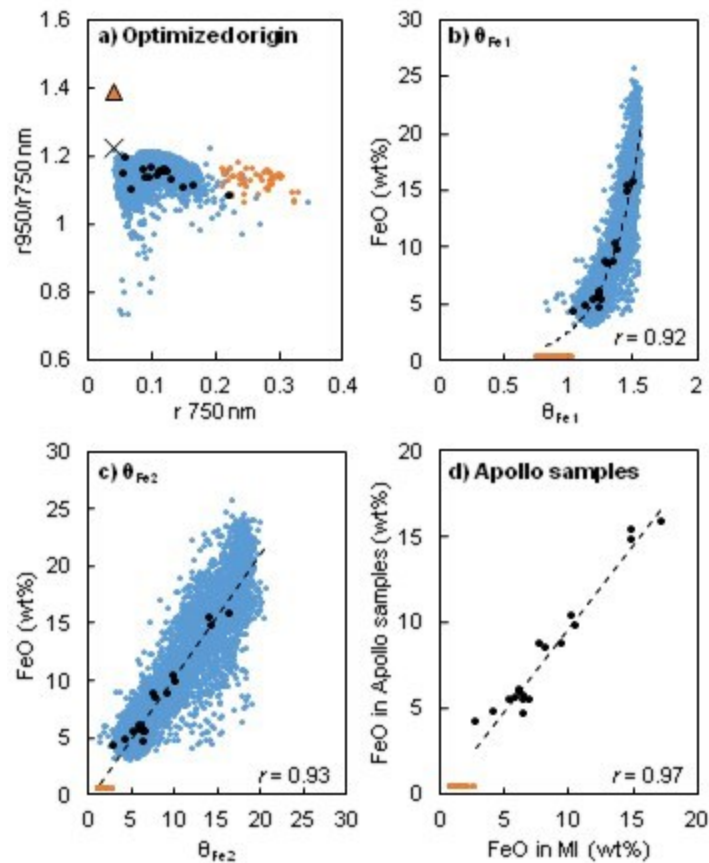 a) Optimized origin
1.6
1.4
1.2
1
0.8
0.6
r950/r750 nm
0
0.1
0.2
0.3
0.4
r 750 nm
b) θFe1
30
25
20
15
10
5
0
FeO (wt%)
r = 0.92
0
0.5
1
1.5
2
θFe1
c) θFe2
30
20
10
0
FeO (wt%)
r = 0.93
0
5
10
15
20
25
30
θFe2
d) Apollo samples
20
15
10
5
0
FeO in Apollo samples (wt%)
r = 0.97
0
5
10
15
20
FeO in MI (wt%)